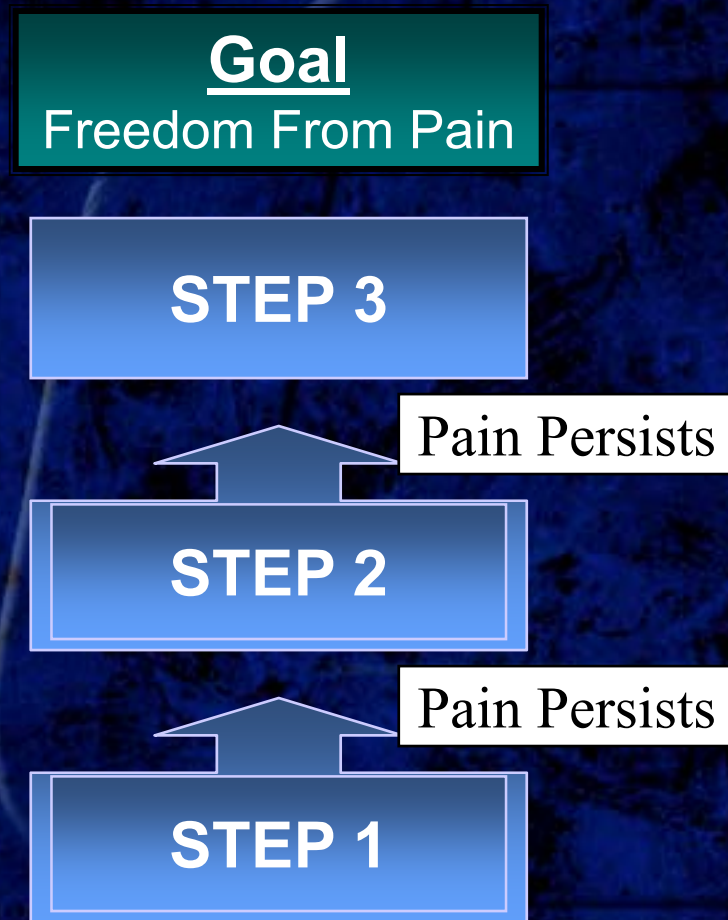 Goal
Freedom From Pain
STEP 3
Pain Persists
STEP 2
Pain Persists
STEP 1